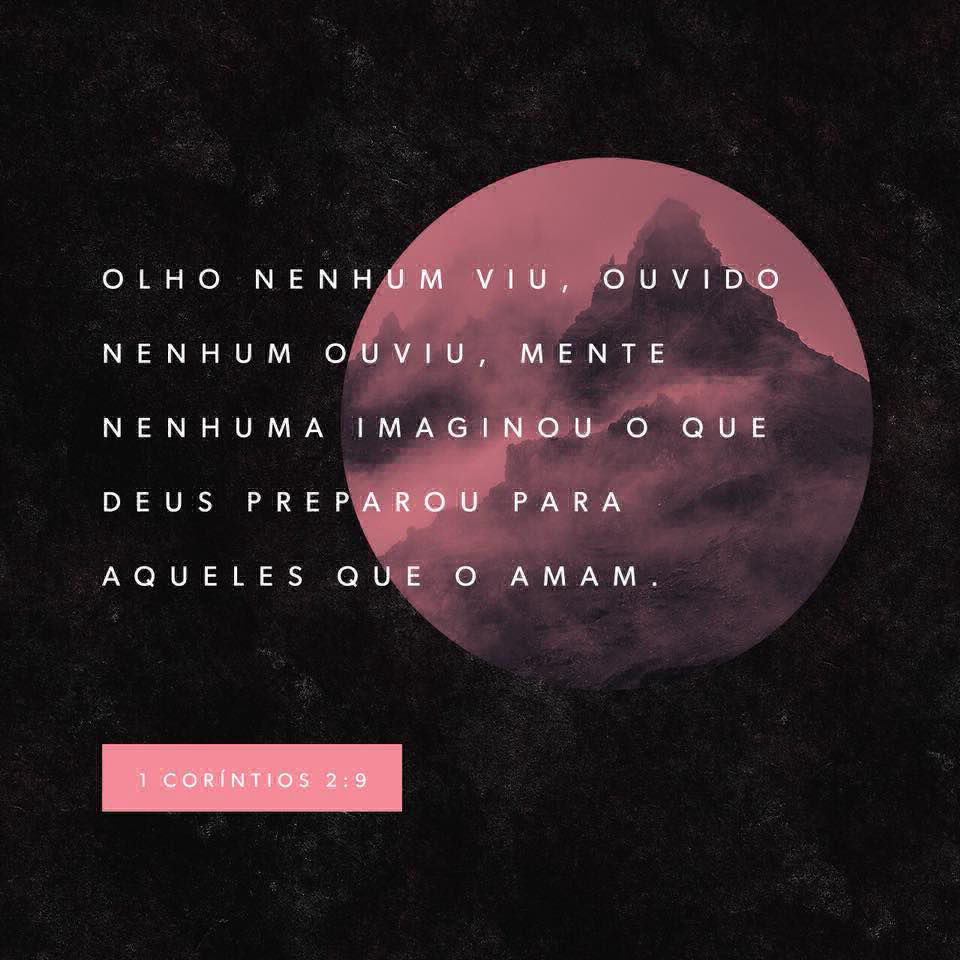 OLHO NENHUM VIU, OUVIDO
NENHUM OUVIU, MENTE
NENHUMA IMAGINOU O QUE
DEUS PREPAROU PARA
AQUELES QUE O AMAM.
1 CORÍNTIOS 2:9